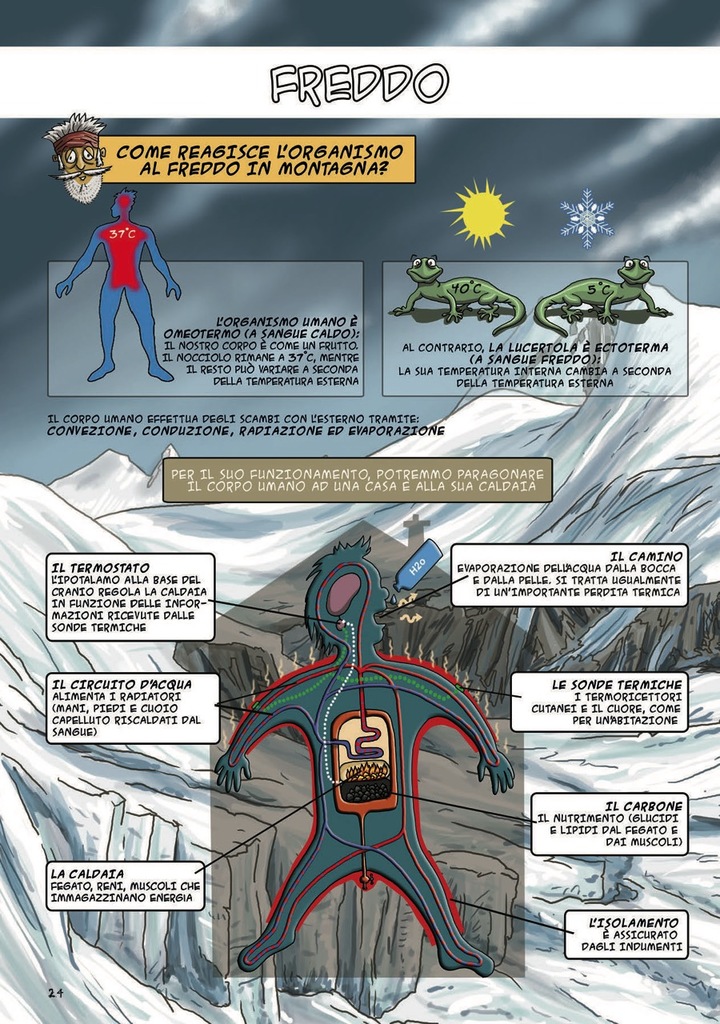 FREDDO
COME REAGISCE L'ORGANISMO
AL FREDDO IN MONTAGNA?
37°C
L'ORGANISMO UMANO È
OMEOTERMO (A SANGUE CALDO):
IL NOSTRO CORPO È COME UN FRUTTO.
IL NOCCIOLO RIMANE A 37°C, MENTRE
IL RESTO PUÒ VARIARE A SECONDA
DELLA TEMPERATURA ESTERNA
40°C
5°C
AL CONTRARIO, LA LUCERTOLA È ECTOTERMA
(A SANGUE FREDDO):
LA SUA TEMPERATURA INTERNA CAMBIA A SECONDA
DELLA TEMPERATURA ESTERNA
IL CORPO UMANO EFFETTUA DEGLI SCAMBI CON L'ESTERNO TRAMITE:
CONVEZIONE, CONDUZIONE, RADIAZIONE ED EVAPORAZIONE
PER IL SUO FUNZIONAMENTO, POTREMMO PARAGONARE
IL CORPO UMANO AD UNA CASA E ALLA SUA CALDAIA
IL TERMOSTATO
L'IPOTALAMO ALLA BASE DEL
CRANIO REGOLA LA CALDAIA
IN FUNZIONE DELLE INFOR-
MAZIONI RICEVUTE DALLE
SONDE TERMICHE
H2O
IL CAMINO
EVAPORAZIONE DELL'ACQUA DALLA BOCCA
E DALLA PELLE. SI TRATTA UGUALMENTE
DI UN'IMPORTANTE PERDITA TERMICA
IL CIRCUITO D'ACQUA
ALIMENTA I RADIATORI
(MANI, PIEDI E CUOIO
CAPELLUTO RISCALDATI DAL
SANGUE)
LE SONDE TERMICHE
I TERMORICETTORI
CUTANEI E IL CUORE, COME
PER UN'ABITAZIONE
IL CARBONE
IL NUTRIMENTO (GLUCIDI
E LIPIDI DAL FEGATO E
DAI MUSCOLI)
LA CALDAIA
FEGATO, RENI, MUSCOLI CHE
IMMAGAZZINANO ENERGIA
L'ISOLAMENTO
È ASSICURATO
DAGLI INDUMENTI
24